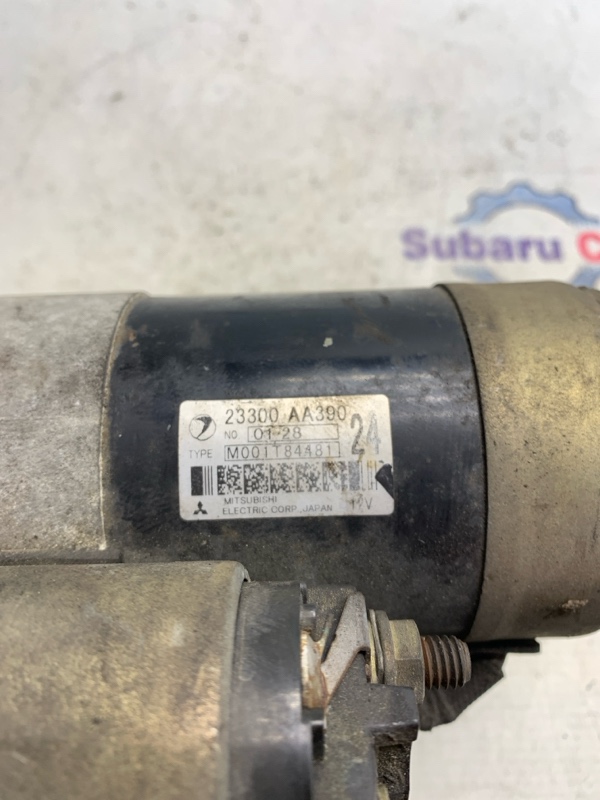 Subaru C
23300 AA390
NO 01-28 24
TYPE M001T84481
MITSUBISHI
ELECTRIC CORP. JAPAN 12V